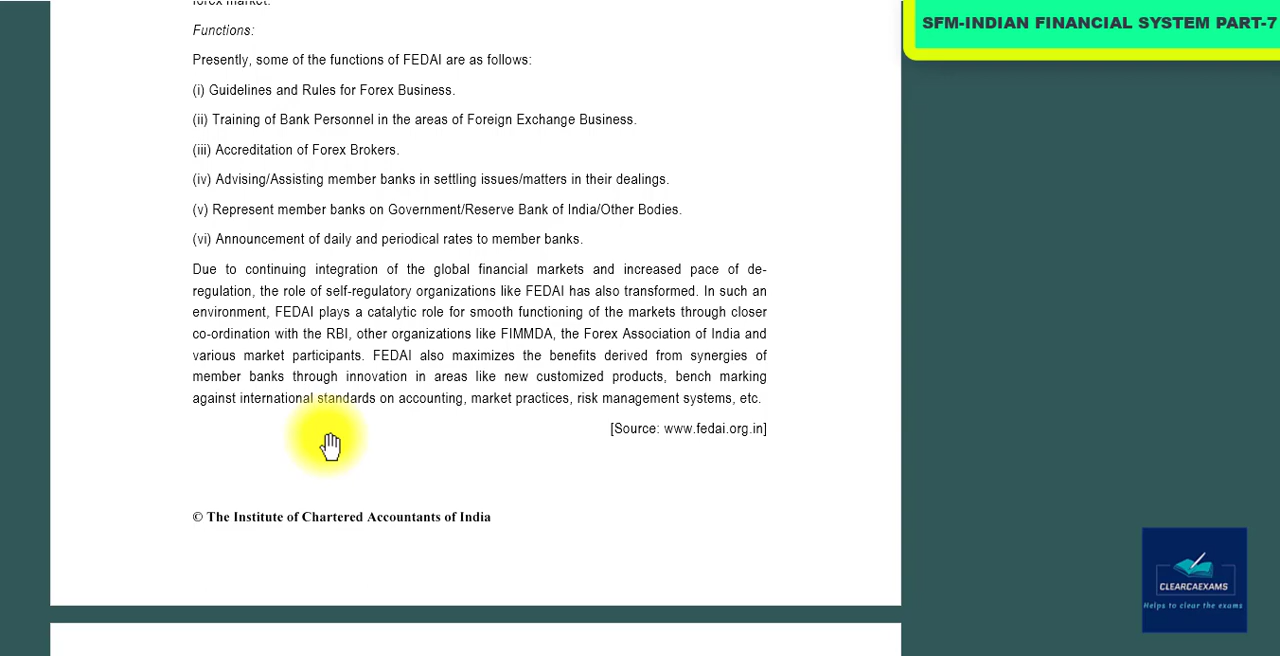 forex market.
SFM-INDIAN FINANCIAL SYSTEM PART-7
Functions:
Presently, some of the functions of FEDAI are as follows:
(i) Guidelines and Rules for Forex Business.
(ii) Training of Bank Personnel in the areas of Foreign Exchange Business.
(iii) Accreditation of Forex Brokers.
(iv) Advising/Assisting member banks in settling issues/matters in their dealings.
(v) Represent member banks on Government/Reserve Bank of India/Other Bodies.
(vi) Announcement of daily and periodical rates to member banks.
Due to continuing integration of the global financial markets and increased pace of de-
regulation, the role of self-regulatory organizations like FEDAI has also transformed. In such an
environment, FEDAI plays a catalytic role for smooth functioning of the markets through closer
co-ordination with the RBI, other organizations like FIMMDA, the Forex Association of India and
various market participants. FEDAI also maximizes the benefits derived from synergies of
member banks through innovation in areas like new customized products, bench marking
against international standards on accounting, market practices, risk management systems, etc.
[Source: www.fedai.org.in]
© The Institute of Chartered Accountants of India
CLEARCAEXAMS
Helps to clear the exams